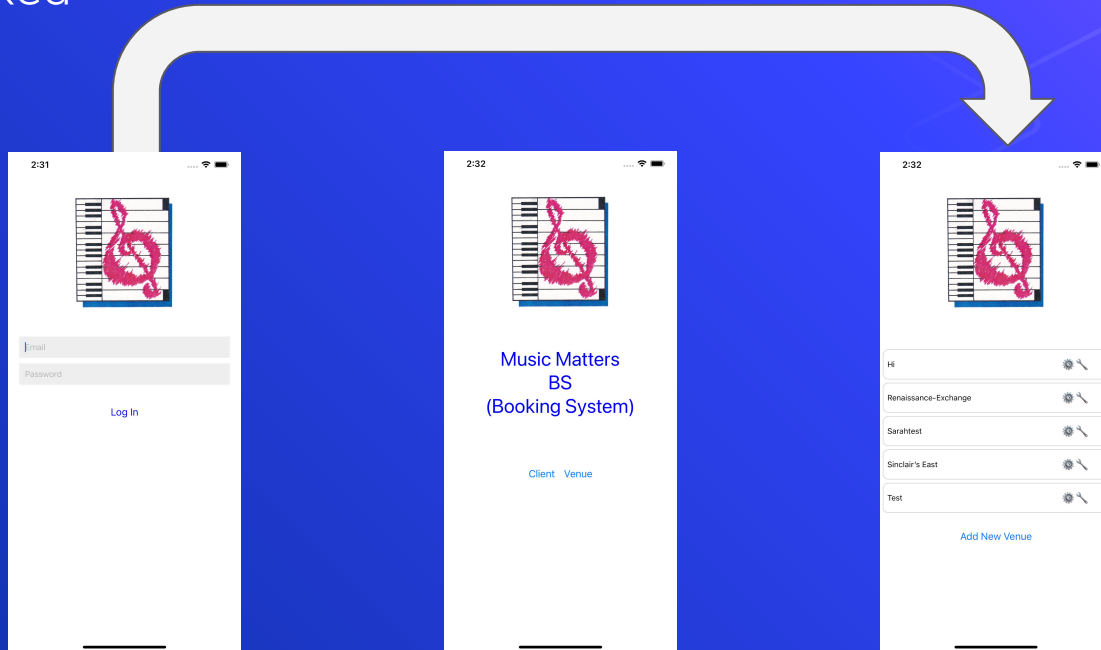 2:31
Email
Password
Log In
2:32
Music Matters
BS
(Booking System)
Client Venue
2:32
Hi
Renaissance-Exchange
Sarahtest
Sinclair's East
Test
Add New Venue